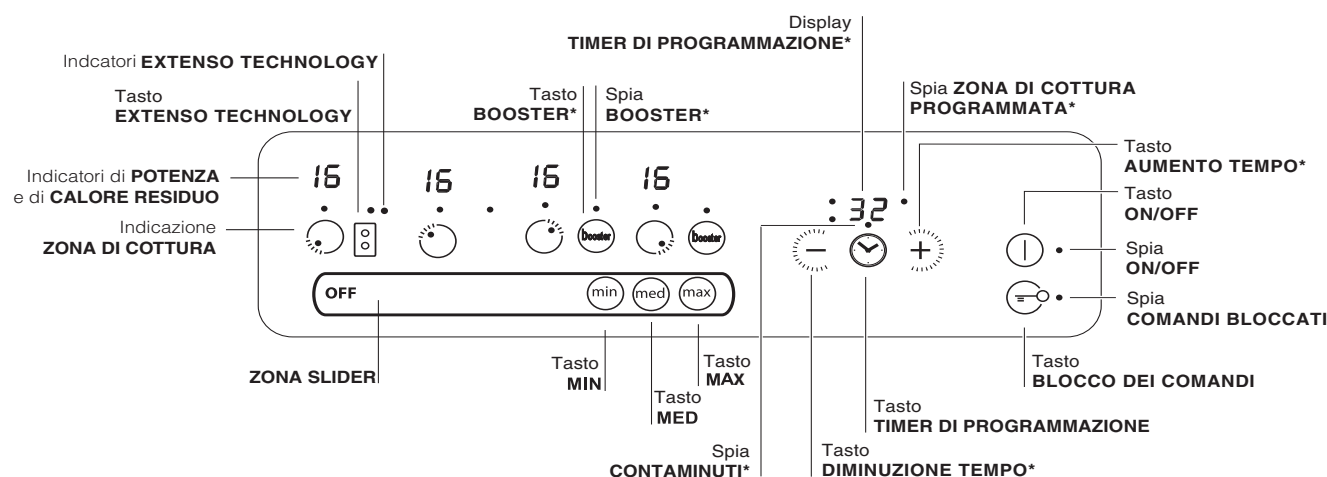 Display
TIMER DI PROGRAMMAZIONE*
Indcatori EXTENSO TECHNOLOGY
Tasto
EXTENSO TECHNOLOGY
Tasto
BOOSTER*
Spia
BOOSTER*
Spia ZONA DI COTTURA
PROGRAMMATA*
Tasto
AUMENTO TEMPO*
Indicatori di POTENZA
e di CALORE RESIDUO
16
16
16
16
32
Tasto
ON/OFF
Indicazione
ZONA DI COTTURA
booster
booster
Spia
ON/OFF
OFF
min
med
max
Spia
COMANDI BLOCCATI
ZONA SLIDER
Tasto
MIN
Tasto
MED
Tasto
MAX
Tasto
BLOCCO DEI COMANDI
Tasto
TIMER DI PROGRAMMAZIONE
Spia
CONTAMINUTI*
Tasto
DIMINUZIONE TEMPO*